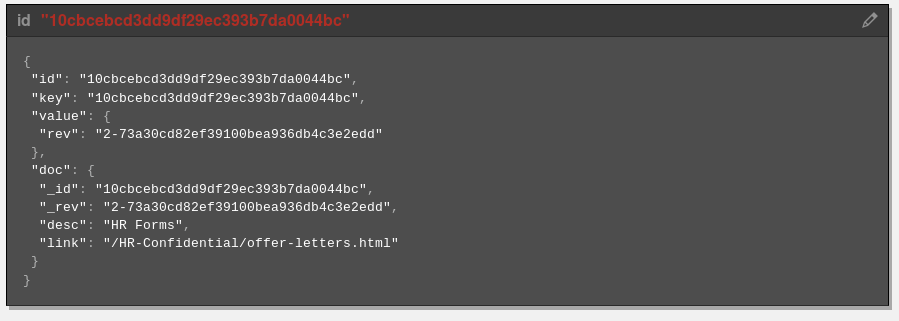 id "10cbcebcd3dd9df29ec393b7da0044bc"
{
"id": "10cbcebcd3dd9df29ec393b7da0044bc",
"key": "10cbcebcd3dd9df29ec393b7da0044bc",
"value": {
"rev": "2-73a30cd82ef39100bea936db4c3e2edd"
},
"doc": {
"_id": "10cbcebcd3dd9df29ec393b7da0044bc",
"_rev": "2-73a30cd82ef39100bea936db4c3e2edd",
"desc": "HR Forms",
"link": "/HR-Confidential/offer-letters.html"
}
}